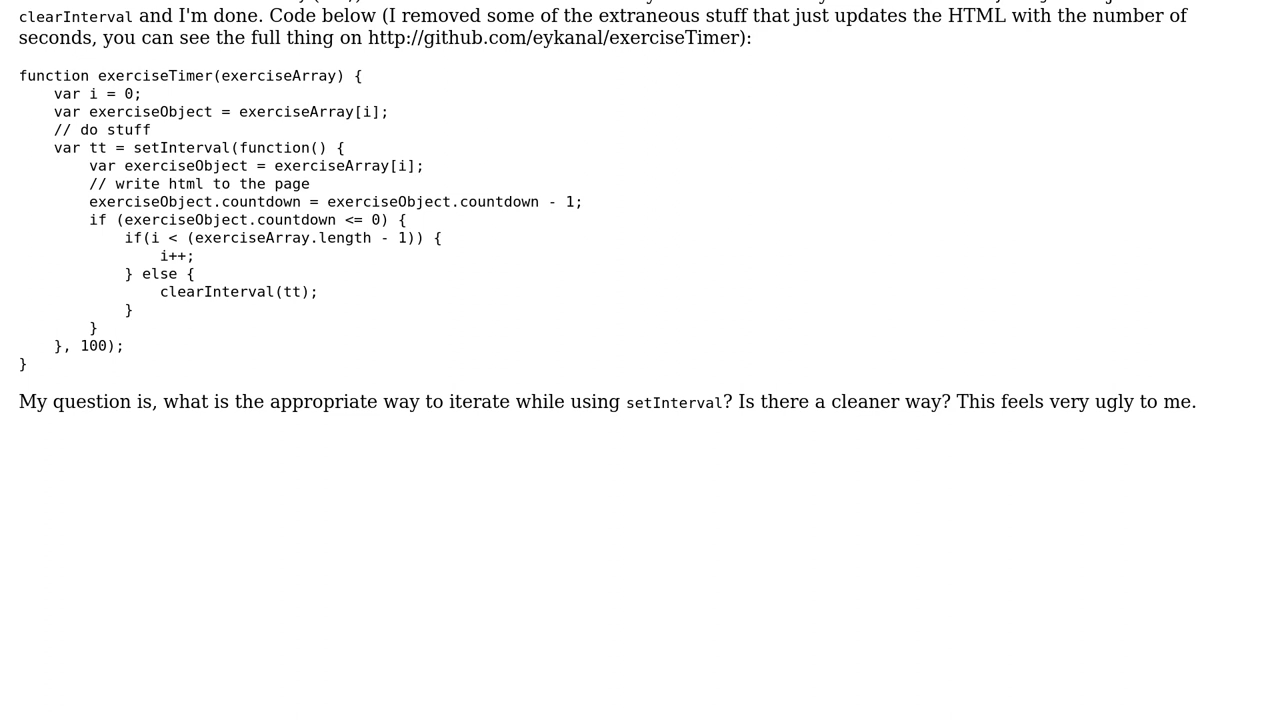 clearInterval and I'm done. Code below (I removed some of the extraneous stuff that just updates the HTML with the number of
seconds, you can see the full thing on http://github.com/eykanal/exerciseTimer):
function exerciseTimer(exerciseArray) {
    var i = 0;
    var exerciseObject = exerciseArray[i];
    // do stuff
    var tt = setInterval(function() {
        var exerciseObject = exerciseArray[i];
        // write html to the page
        exerciseObject.countdown = exerciseObject.countdown - 1;
        if (exerciseObject.countdown <= 0) {
            if(i < (exerciseArray.length - 1)) {
                i++;
            } else {
                clearInterval(tt);
            }
        }
    }, 100);
}
My question is, what is the appropriate way to iterate while using setInterval? Is there a cleaner way? This feels very ugly to me.